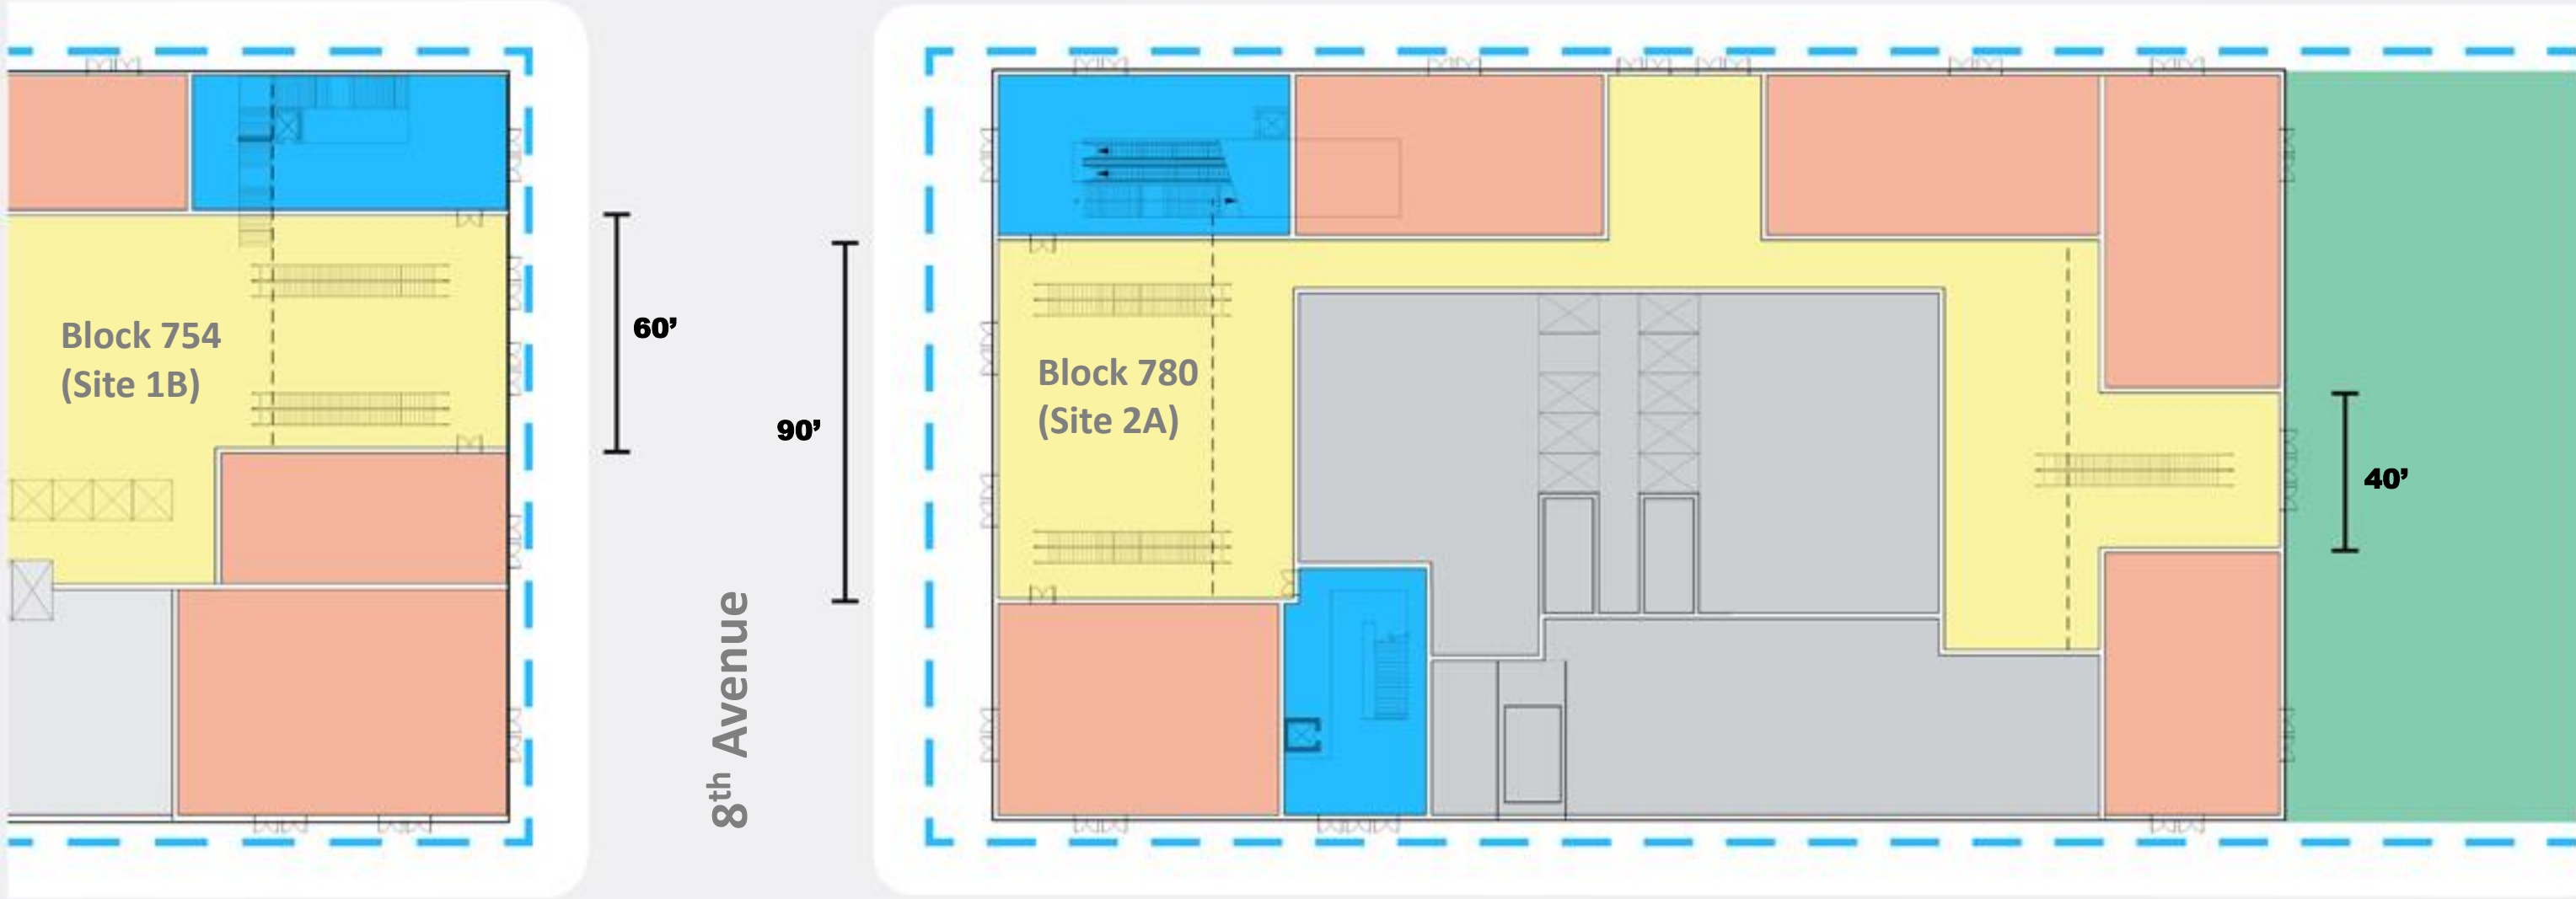 Block 754
(Site 1B)
60’
90’
8th Avenue
Block 780
(Site 2A)
40’